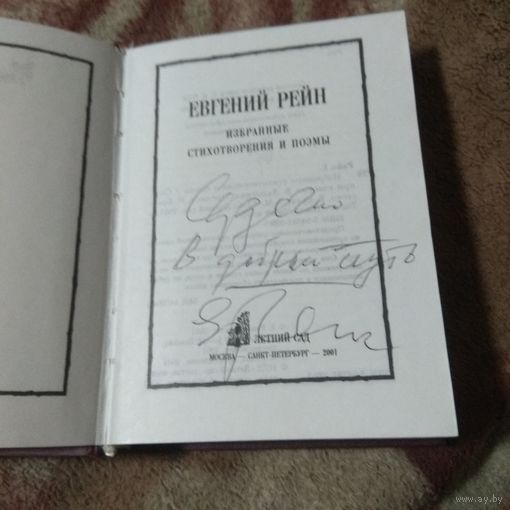 ЕВГЕНИЙ РЕЙН
ИЗБРАННЫЕ
СТИХОТВОРЕНИЯ И ПОЭМЫ
в добрый путь
ЛЕТНИЙ САД
МОСКВА — САНКТ-ПЕТЕРБУРГ — 2001
www.ay.by